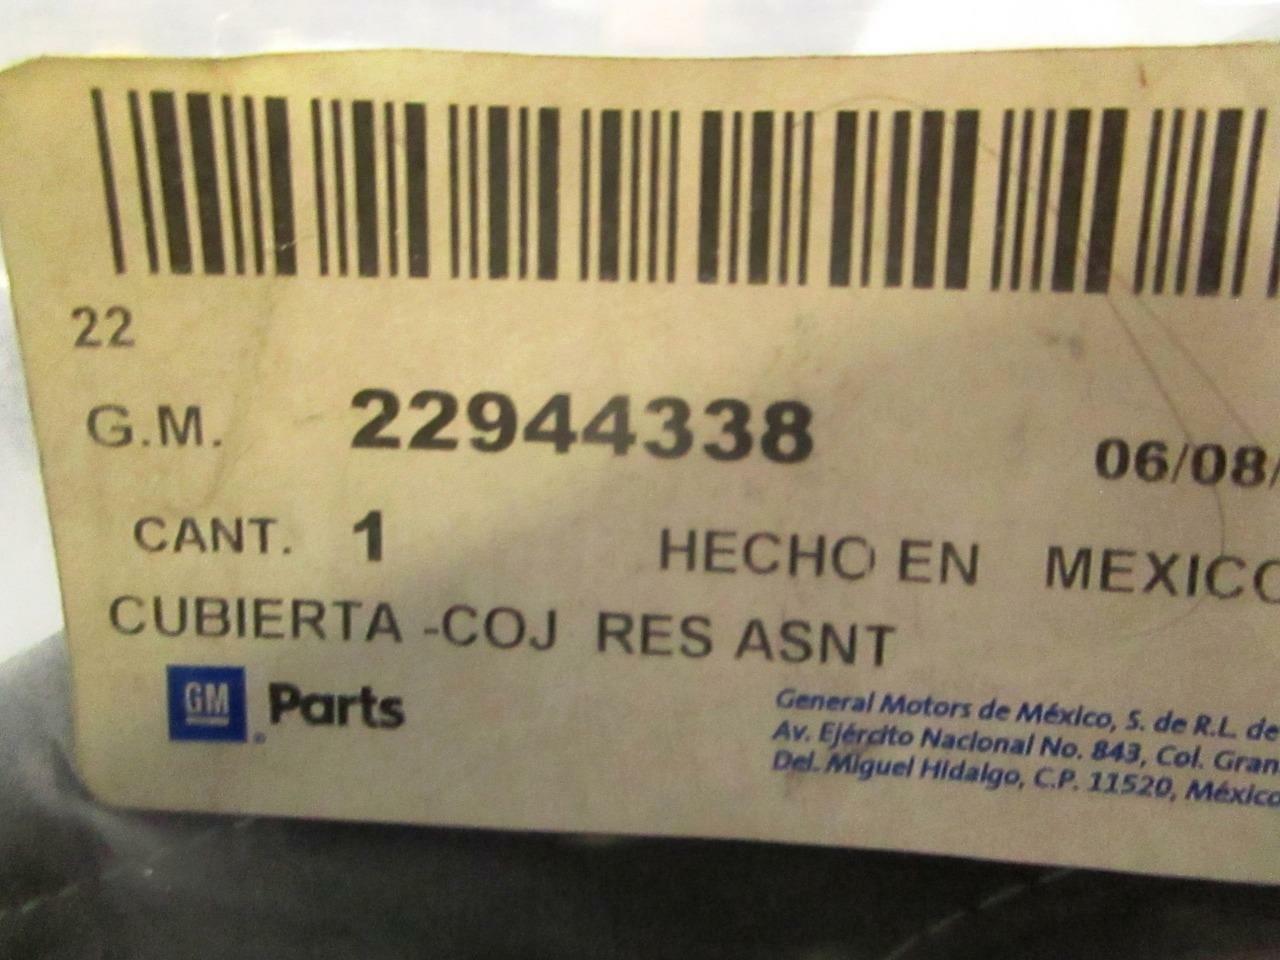 22
G.M. 22944338 06/08/
CANT. 1 HECHO EN MEXICO
CUBIERTA -COJ RES ASNT
GM Parts
General Motors de México, S. de R.L. de
Av. Ejército Nacional No. 843, Col. Gran
Del. Miguel Hidalgo, C.P. 11520, México